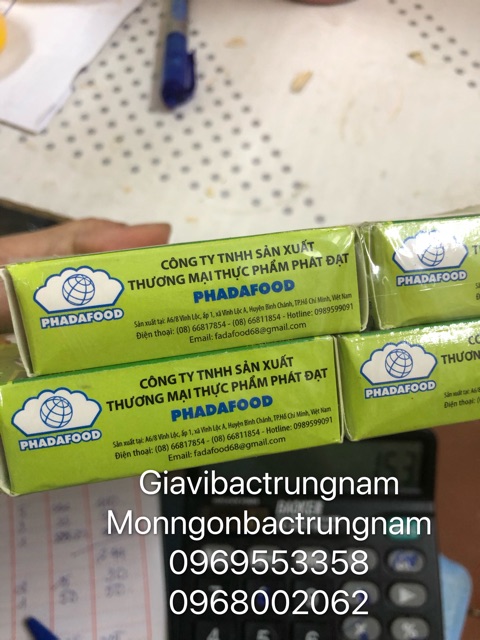 CÔNG TY TNHH SẢN XUẤT
THƯƠNG MẠI THỰC PHẨM PHÁT ĐẠT
PHADAFOOD
PHADAFOOD
Sản xuất tại: A6/8 Vĩnh Lộc, ấp 1, xã Vĩnh Lộc A, Huyện Bình Chánh, TP.Hồ Chí Minh, Việt Nam
Điện thoại: (08) 66817854 - (08) 66811854 - Hotline: 0989599091
Email: fadafood68@gmail.com
PHADAFOOD
CÔNG TY TNHH SẢN XUẤT
THƯƠNG MẠI THỰC PHẨM PHÁT ĐẠT
PHADAFOOD
PHADAFOOD
Sản xuất tại: A6/8 Vĩnh Lộc, ấp 1, xã Vĩnh Lộc A, Huyện Bình Chánh, TP.Hồ Chí Minh, Việt Nam
Điện thoại: (08) 66817854 - (08) 66811854 - Hotline: 0989599091
Email: fadafood68@gmail.com
PHADAFOOD
Giavibactrungnam
Monngonbactrungnam
0969553358
0968002062